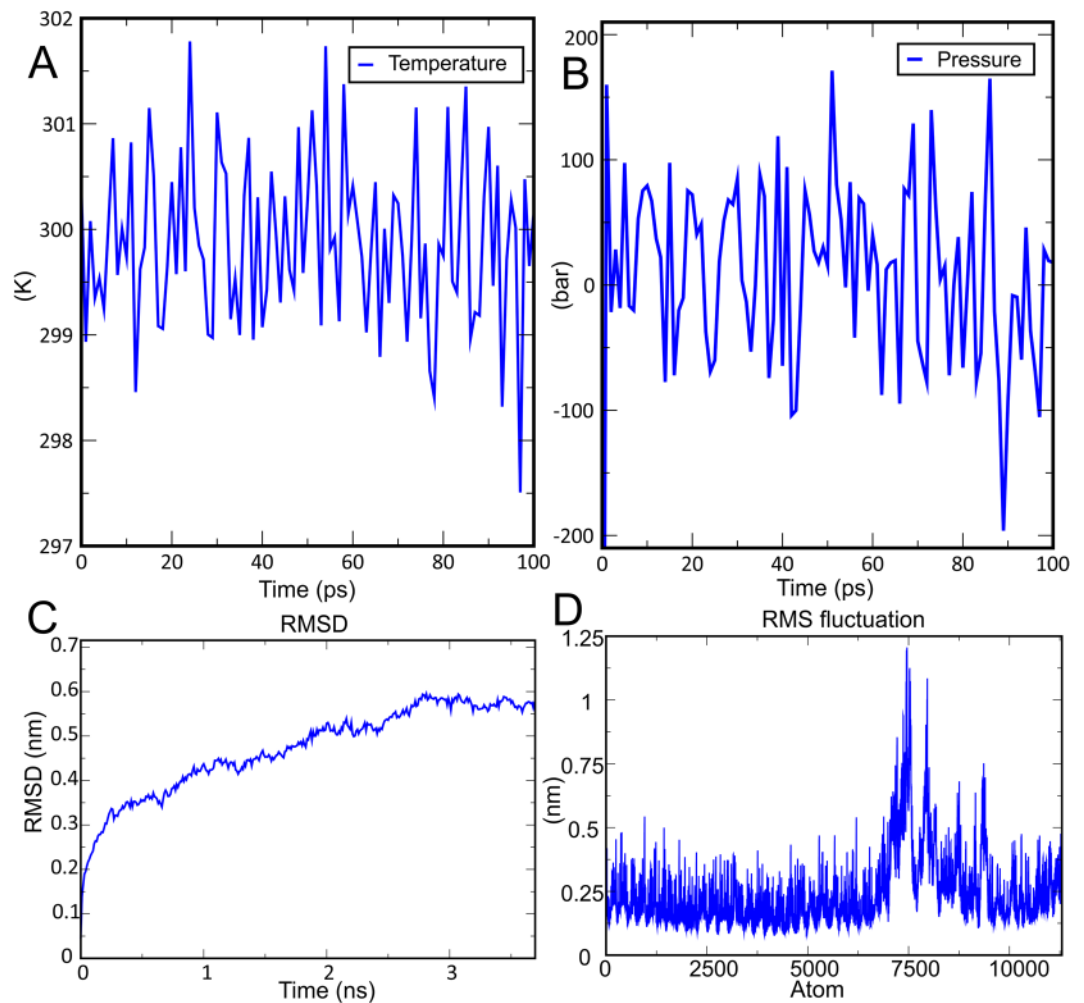 A
Temperature
302
301
300
299
298
297
(K)
0 20 40 60 80 100
Time (ps)
B
Pressure
200
100
0
-100
-200
(bar)
0 20 40 60 80 100
Time (ps)
C
RMSD
0.7
0.6
0.5
0.4
0.3
0.2
0.1
0
RMSD (nm)
0 1 2 3
Time (ns)
D
RMS fluctuation
1.25
1
0.75
0.5
0.25
0
(nm)
0 2500 5000 7500 10000
Atom